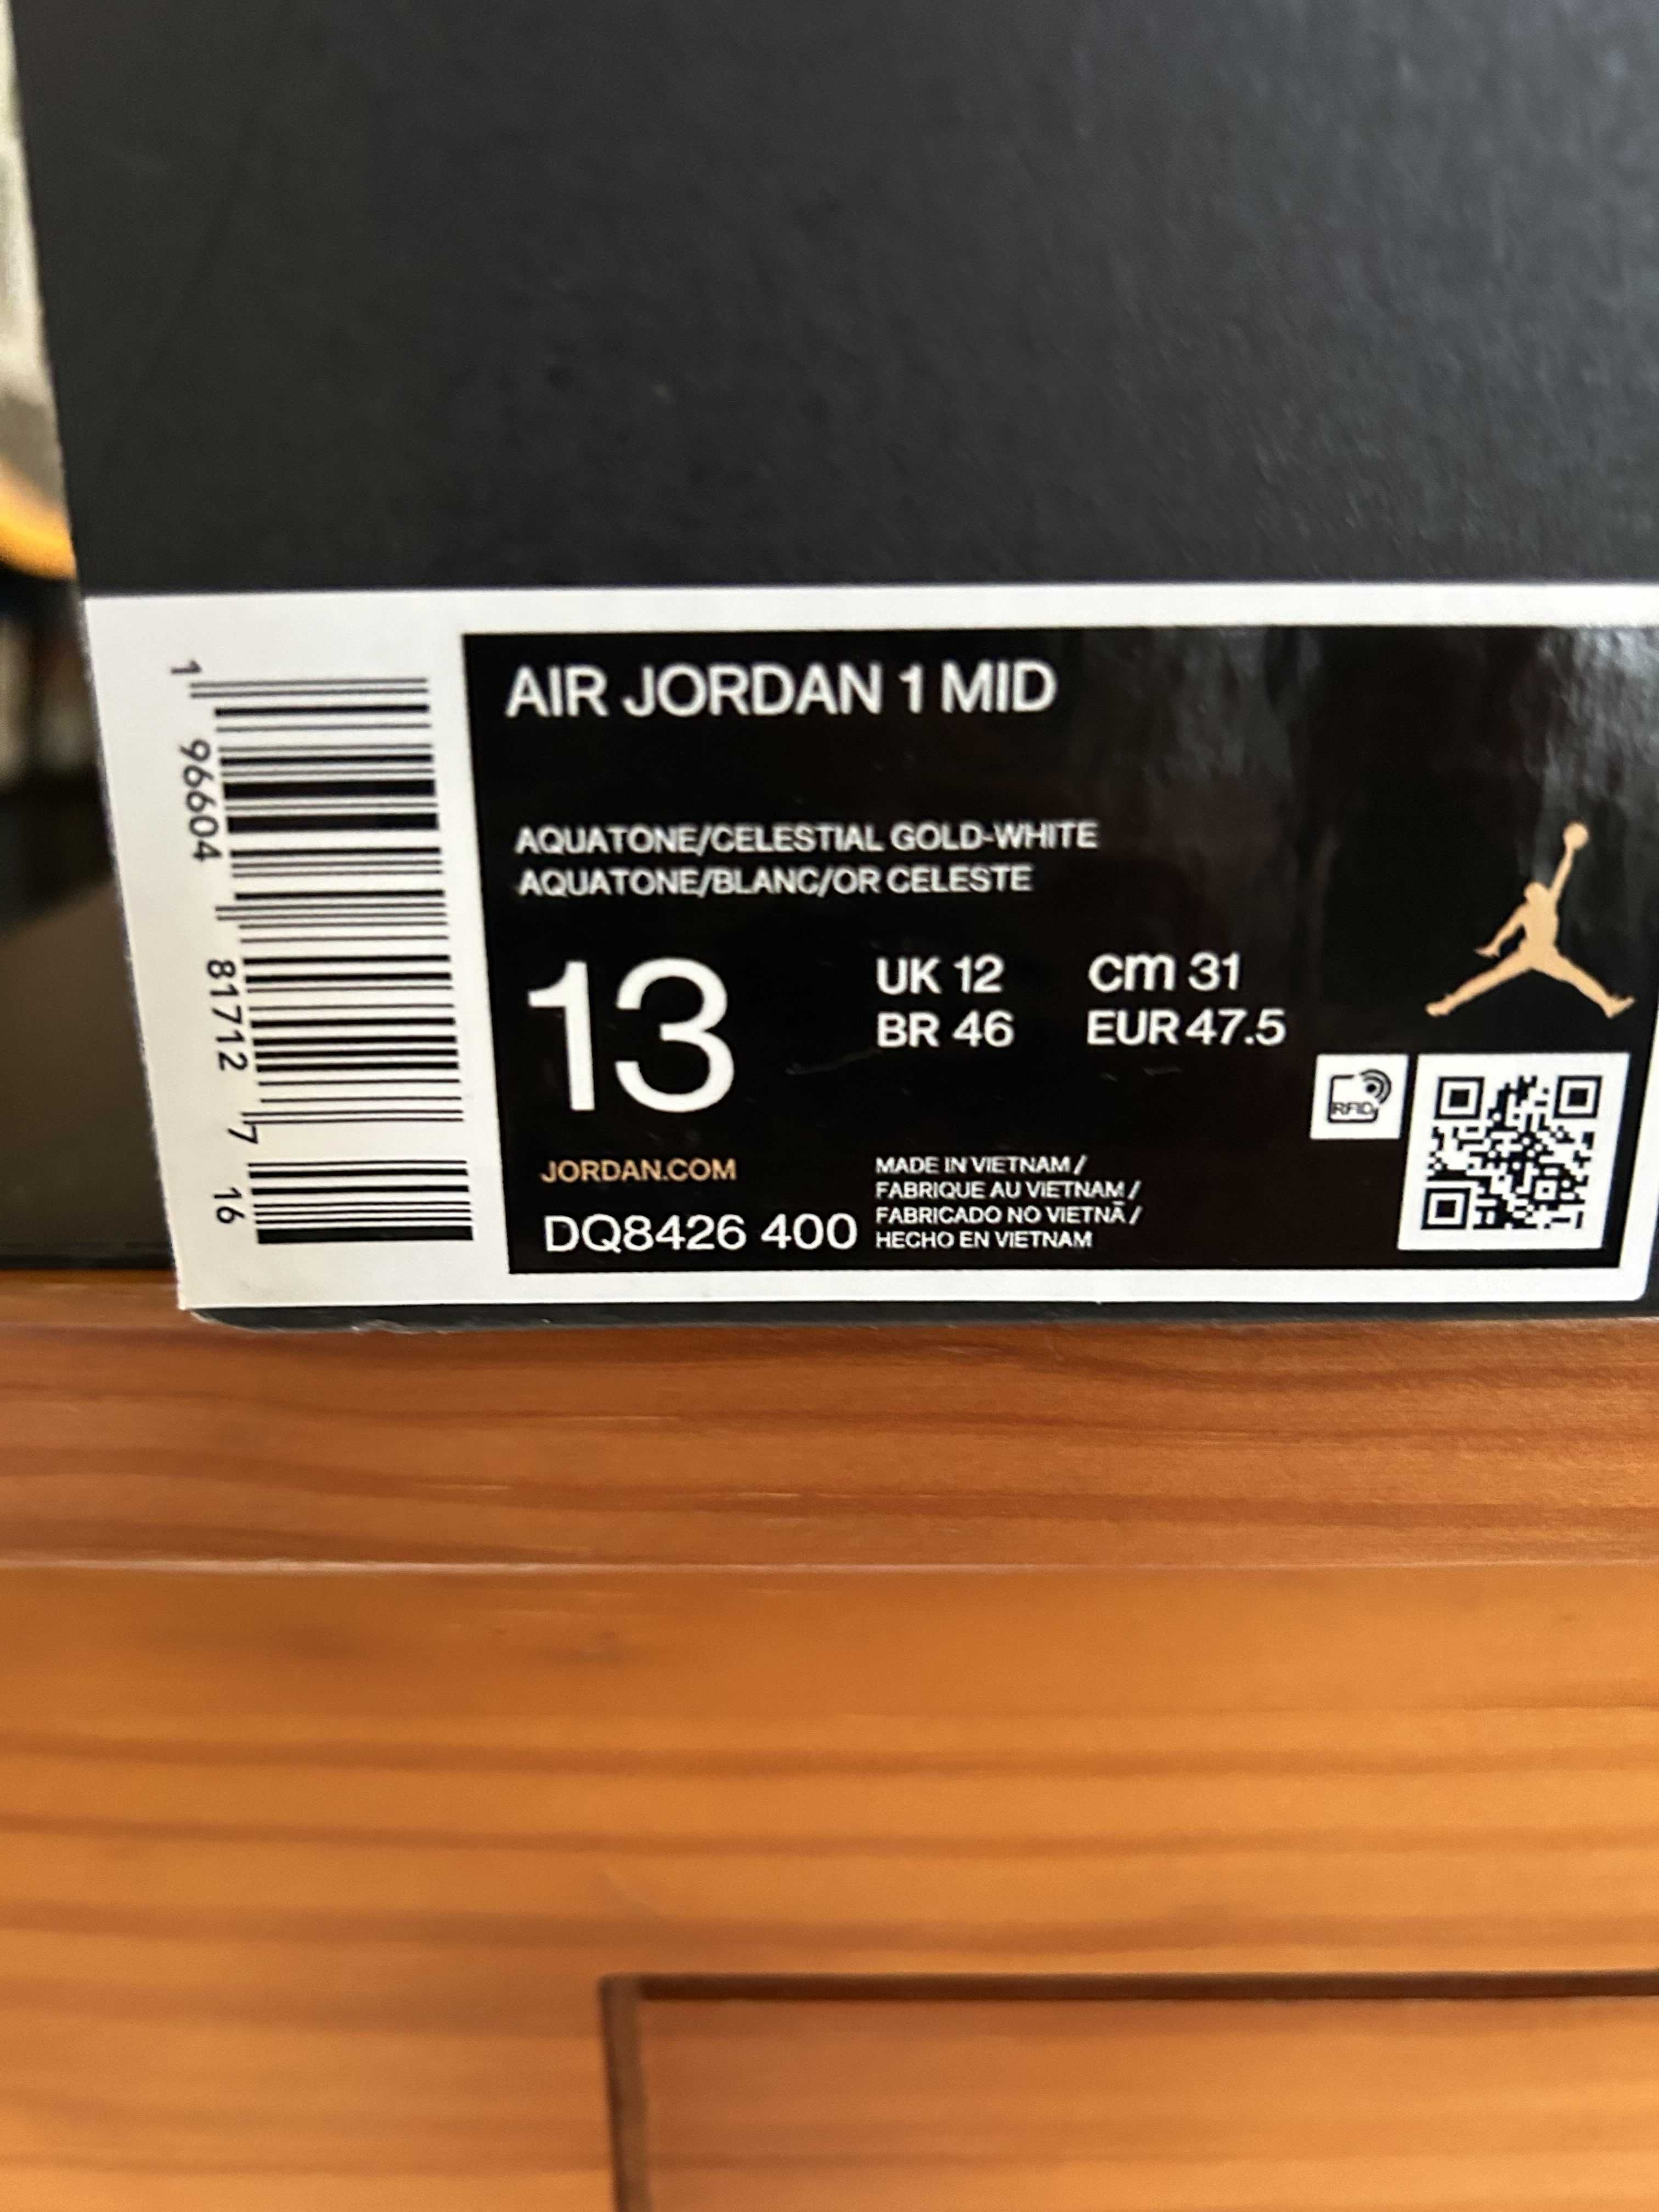 AIR JORDAN 1 MID
AQUATONE/CELESTIAL GOLD-WHITE
AQUATONE/BLANC/OR CELESTE
13
UK 12
cm 31
BR 46
EUR 47.5
JORDAN.COM
DQ8426 400
MADE IN VIETNAM /
FABRIQUE AU VIETNAM /
FABRICADO NO VIETNÃ /
HECHO EN VIETNAM
RFID
1 96604 81712 7 16